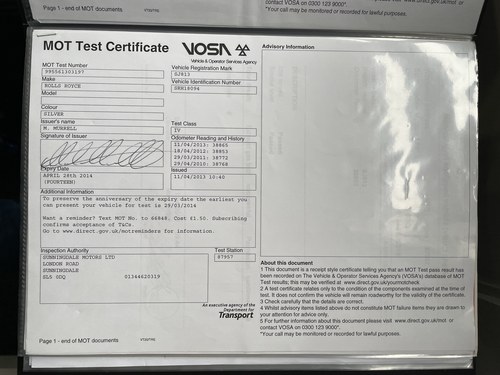 Page 1 - end of MOT documents
contact VOSA on 0300 123 9000*.
*Your call may be monitored or recorded for lawful purposes.
MOT Test Certificate
VOSA
Vehicle & Operator Services Agency
Advisory Information
MOT Test Number
995561303197
Make
ROLLS ROYCE
Model
Colour
SILVER
Issuer's name
M. MURRELL
Signature of Issuer
Expiry Date
APRIL 28th 2014
(FOURTEEN)
Vehicle Registration Mark
SJ813
Vehicle Identification Number
SRH16094
Test Class
IV
Odometer Reading and History
11/04/2013: 38865
18/04/2012: 38853
29/03/2011: 38772
29/04/2010: 38768
Issued
11/04/2013 10:40
Additional Information
To preserve the anniversary of the expiry date the earliest you
can present your vehicle for test is 29/03/2014
Want a reminder? Text MOT No. to 66848. Cost £1.50. Subscribing
confirms acceptance of T&Cs.
Go to www.direct.gov.uk/motreminders for information.
Inspection Authority
SUNNINGDALE MOTORS LTD
LONDON ROAD
SUNNINGDALE
SL5 0DQ 01344620319
Test Station
87957
An executive agency of the
Department for
Transport
Page 1 - end of MOT documents
About this document
1 This document is a receipt style certificate telling you that an MOT pass result has
been recorded on The Vehicle & Operator Services Agency's (VOSA's) database of MOT
Test results; this may be verified at www.direct.gov.uk/yourmotcheck
2 A test certificate relates only to the condition of the components examined at the time of
test. It does not confirm the vehicle will remain roadworthy for the validity of the certificate.
3 Check carefully that the details are correct.
4 Whilst advisory items listed above do not constitute MOT failure items they are drawn to
your attention for advice only.
5 For further information about this document please visit www.direct.gov.uk/mot or
contact VOSA on 0300 123 9000*.
*Your call may be monitored or recorded for lawful purposes.